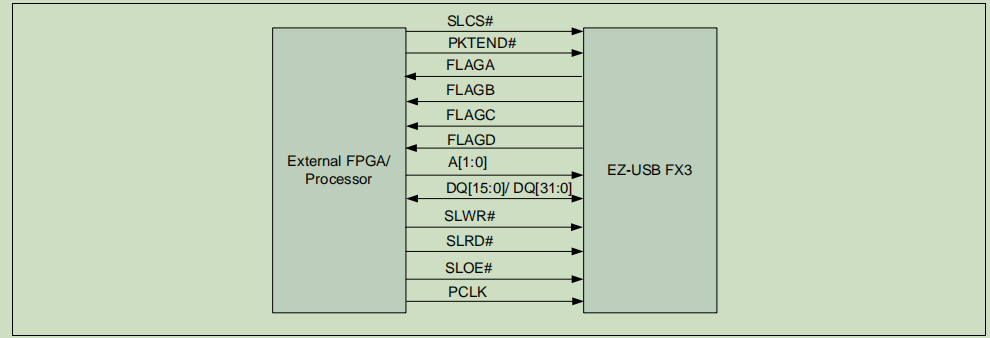 SLCS#
PKTEND#
FLAGA
FLAGB
FLAGC
FLAGD
External FPGA/
Processor
A[1:0]
EZ-USB FX3
DQ[15:0]/ DQ[31:0]
SLWR#
SLRD#
SLOE#
PCLK